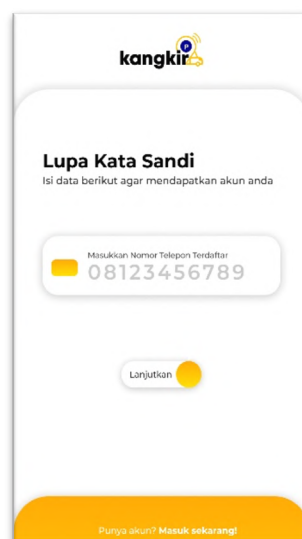 kangkir
P
Lupa Kata Sandi
Isi data berikut agar mendapatkan akun anda
Masukkan Nomor Telepon Terdaftar
08123456789
Lanjutkan
Punya akun? Masuk sekarang!